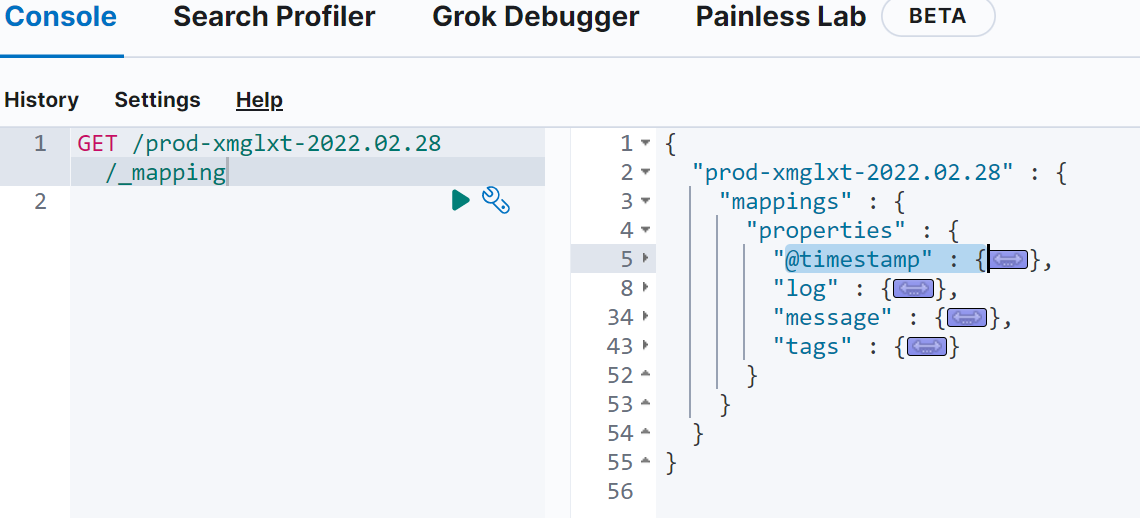 Console Search Profiler Grok Debugger Painless Lab BETA
History Settings Help
1 GET /prod-xmglxt-2022.02.28
/_mapping
2
1 {
2 "prod-xmglxt-2022.02.28" : {
3 "mappings" : {
4 "properties" : {
5 "@timestamp" : {},
8 "log" : {},
34 "message" : {},
43 "tags" : {}
52 }
53 }
54 }
55 }
56